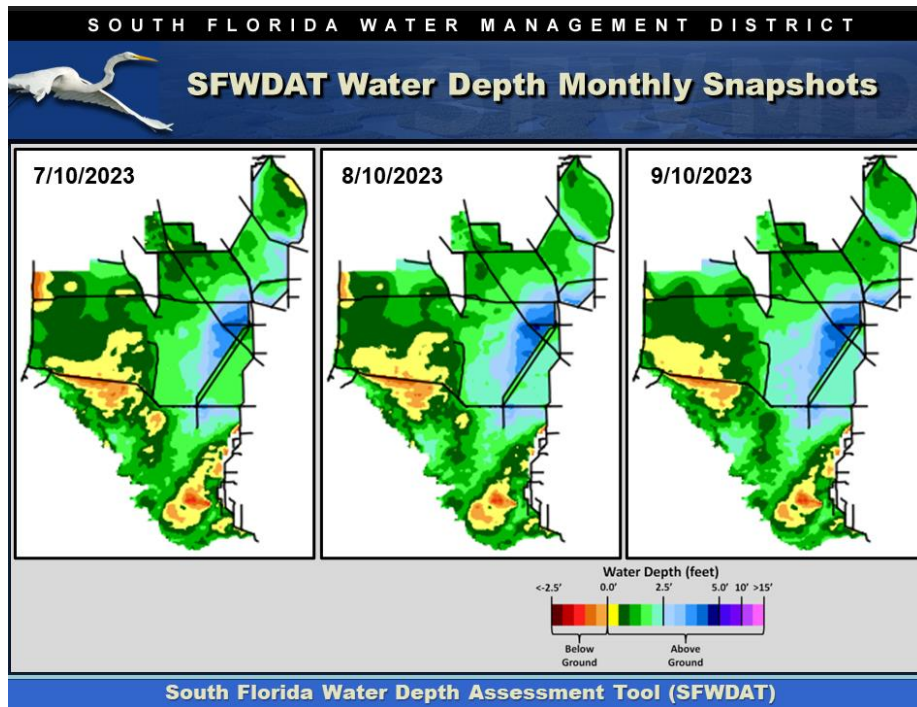 SOUTH FLORIDA WATER MANAGEMENT DISTRICT
SFWDAT Water Depth Monthly Snapshots
7/10/2023
8/10/2023
9/10/2023
Water Depth (feet)
<-2.5' 0.0' 2.5' 5.0' 10' >15'
Below Ground
Above Ground
South Florida Water Depth Assessment Tool (SFWDAT)